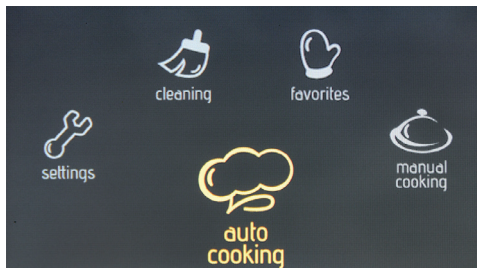 cleaning
favorites
settings
manual
cooking
auto
cooking